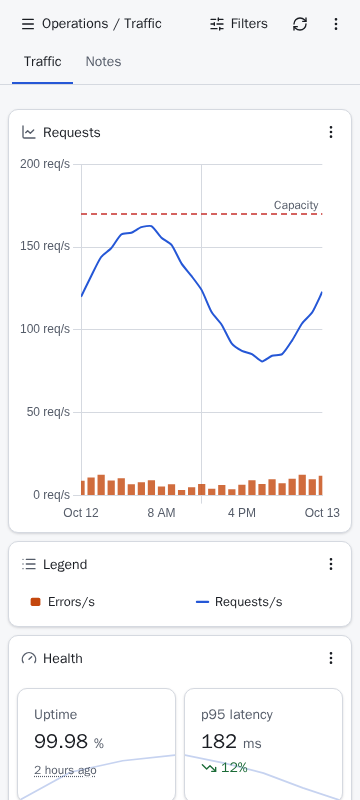 Operations / Traffic
Filters
Traffic
Notes
Requests
200 req/s
Capacity
150 req/s
100 req/s
50 req/s
0 req/s
Oct 12
8 AM
4 PM
Oct 13
Legend
Errors/s
Requests/s
Health
Uptime
99.98 %
2 hours ago
p95 latency
182 ms
12%